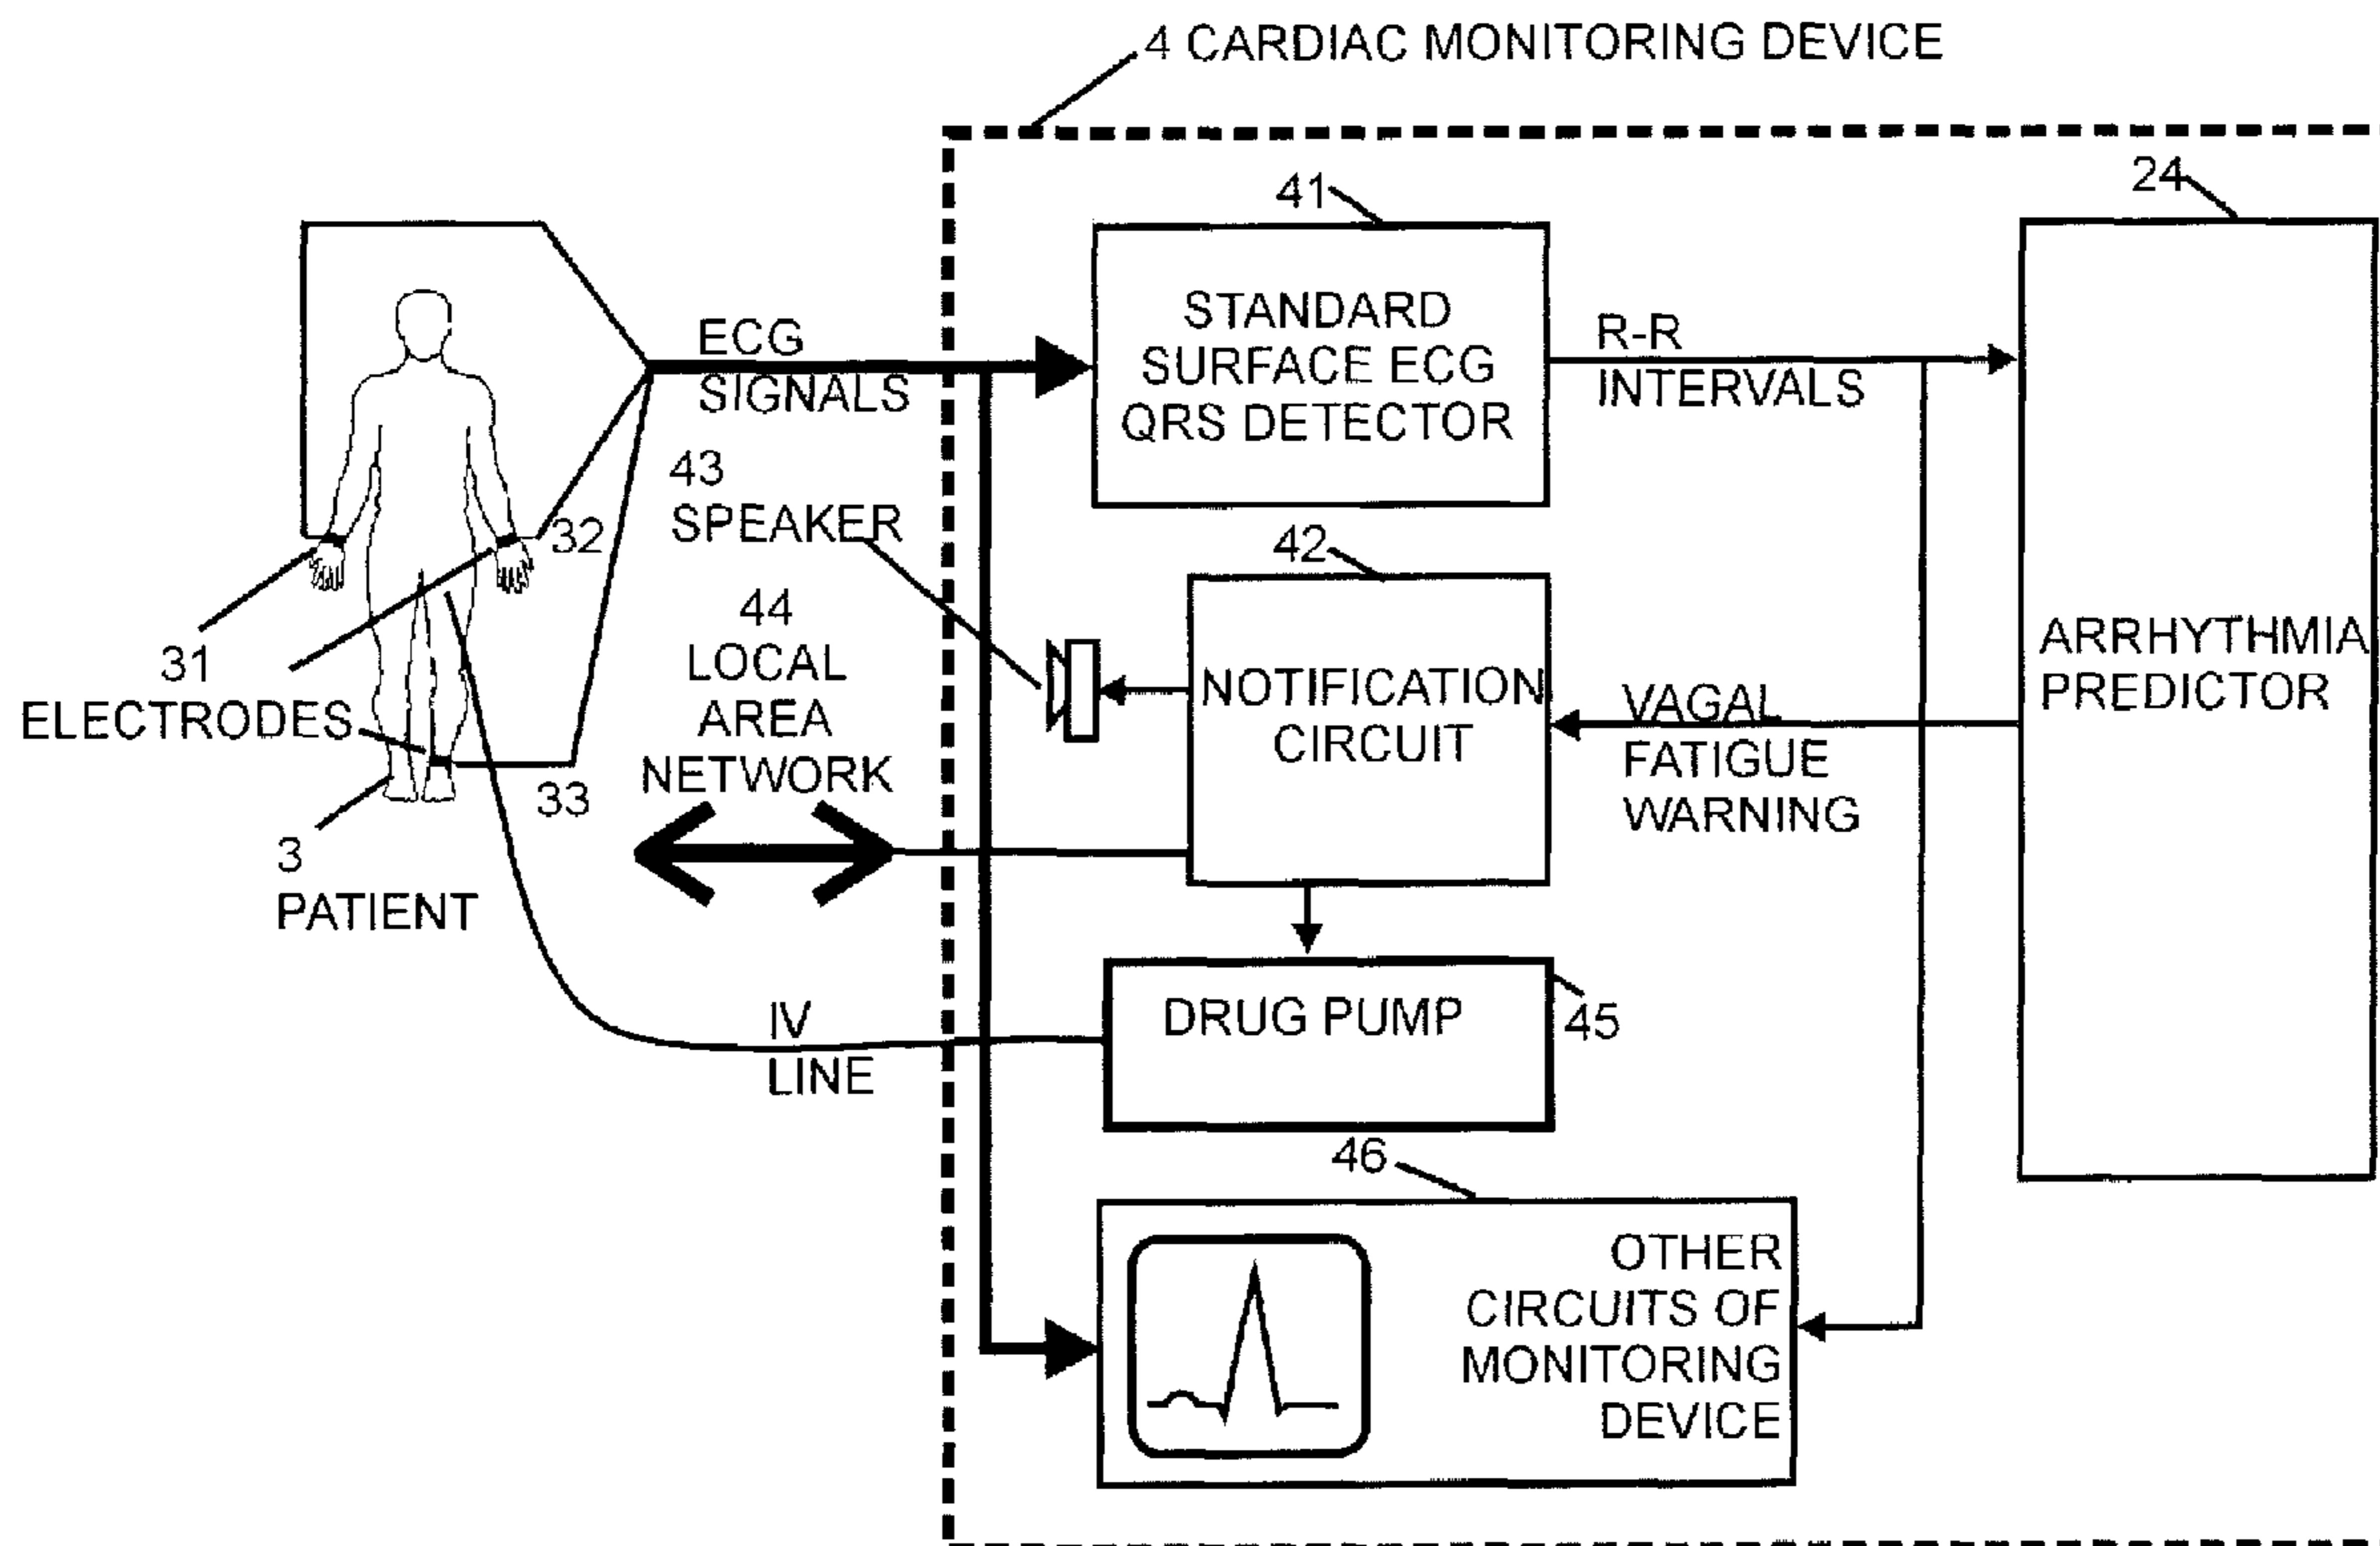 4 CARDIAC MONITORING DEVICE
24
41
STANDARD
SURFACE ECG
QRS DETECTOR
ECG
SIGNALS
R-R
INTERVALS
43
SPEAKER
32
42
44
LOCAL
AREA
NETWORK
31
ELECTRODES
NOTIFICATION
CIRCUIT
VAGAL
FATIGUE
WARNING
ARRHYTHMIA
PREDICTOR
33
3
PATIENT
IV
LINE
DRUG PUMP
45
46
OTHER
CIRCUITS OF
MONITORING
DEVICE